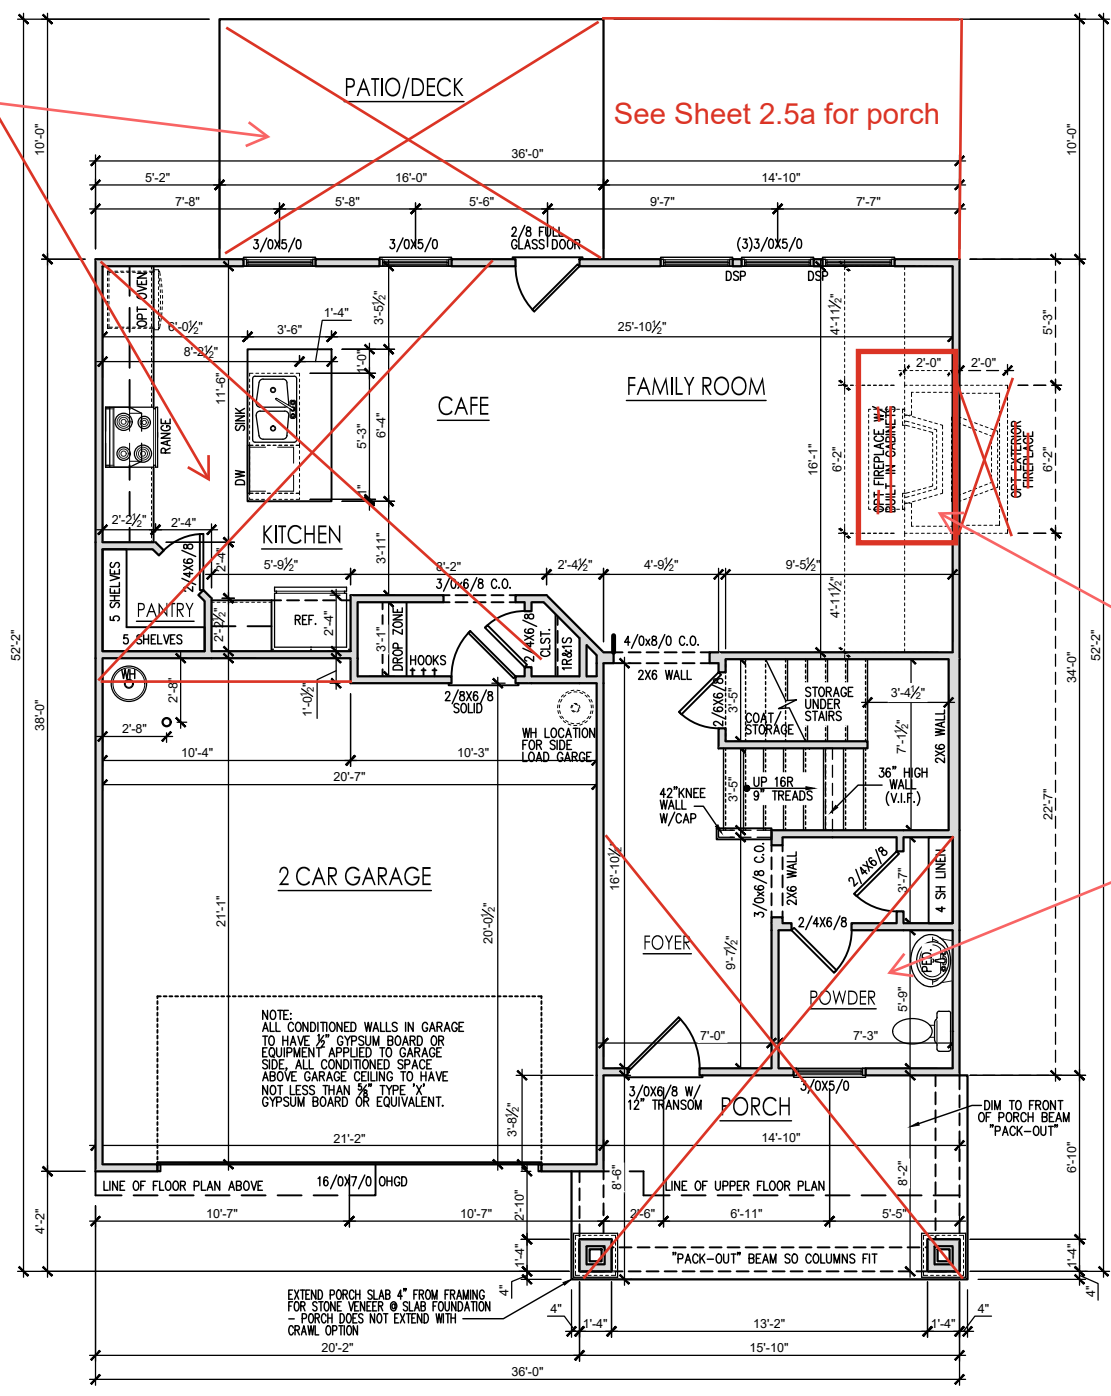 PATIO/DECK
See Sheet 2.5a for porch
10'-0"
10'-0"
36'-0"
5'-2"
16'-0"
14'-10"
7'-8"
5'-8"
5'-6"
9'-7"
7'-7"
3/0X5/0
3/0X5/0
2/8 FULL
GLASS DOOR
(3)3/0X5/0
DSP
DSP
OPT OVEN
6'-0½"
3'-6"
1'-4"
3'-5½"
25'-10½"
4'-11½"
5'-3"
8'-2½"
1'-0"
11'-6"
SINK
DW
RANGE
CAFE
FAMILY ROOM
2'-0"
2'-0"
5'-3"
6'-4"
1"
16'-1"
6'-2"
OPT FIREPLACE W/
BUILT IN CABINETS
OPT EXTERIOR
FIREPLACE
6'-2"
KITCHEN
2'-2½"
2'-4"
2'-4"
3'-11"
2/4X6/8
5'-9½"
8'-2"
2'-4½"
4'-9½"
9'-5½"
4'-11½"
3/0x6/8 C.O.
5 SHELVES
PANTRY
5 SHELVES
2'-2½"
REF.
2'-4"
3'-1"
DROP ZONE
HOOKS
2/4X6/8
CLST.
1R&1S
4/0x8/0 C.O.
2X6 WALL
52'-2"
38'-0"
34'-0"
52'-2"
WH
2'-8"
2'-8"
1'-0½"
2/8X6/8
SOLID
WH LOCATION
FOR SIDE
LOAD GARGE
2/6X6/8
3'-5"
COAT/
STORAGE
STORAGE
UNDER
STAIRS
3'-4½"
7'-1½"
2X6 WALL
10'-4"
10'-3"
20'-7"
3'-5"
UP 16R
9" TREADS
36" HIGH
WALL
(V.I.F.)
42"KNEE
WALL
W/CAP
22'-7"
2 CAR GARAGE
21'-1"
20'-0½"
16'-10½"
3/0x6/8 C.O.
2X6 WALL
2/4X6/8
3'-7"
4 SH LINEN
2/4X6/8
FOYER
9'-7½"
PED.
POWDER
5'-9"
7'-0"
7'-3"
NOTE:
ALL CONDITIONED WALLS IN GARAGE
TO HAVE ½" GYPSUM BOARD OR
EQUIPMENT APPLIED TO GARAGE
SIDE, ALL CONDITIONED SPACE
ABOVE GARAGE CEILING TO HAVE
NOT LESS THAN ⅝" TYPE 'X'
GYPSUM BOARD OR EQUIVALENT.
3'-8½"
3/0X6/8 W/
12" TRANSOM
3/0X5/0
PORCH
DIM TO FRONT
OF PORCH BEAM
"PACK-OUT"
21'-2"
14'-10"
6'-10"
LINE OF FLOOR PLAN ABOVE
16/0X7/0 OHGD
8'-6"
8'-2"
LINE OF UPPER FLOOR PLAN
4'-2"
10'-7"
10'-7"
2'-10"
2'-6"
6'-11"
5'-5"
1'-4"
"PACK-OUT" BEAM SO COLUMNS FIT
1'-4"
4"
4"
EXTEND PORCH SLAB 4" FROM FRAMING
FOR STONE VENEER @ SLAB FOUNDATION
- PORCH DOES NOT EXTEND WITH
CRAWL OPTION
4"
1'-4"
13'-2"
1'-4"
4"
20'-2"
15'-10"
36'-0"